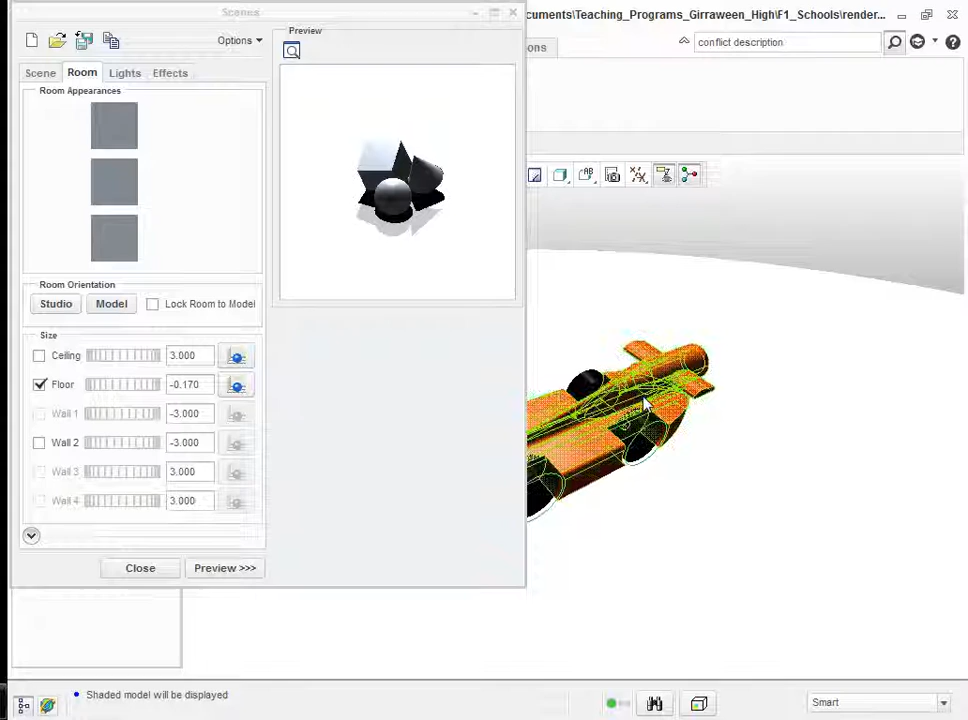 Scenes
cuments\Teaching_Programs_Girraween_High\F1_Schools\render...
Options
Preview
ons
conflict description
Scene Room Lights Effects
Room Appearances
Room Orientation
Studio Model Lock Room to Model
Size
Ceiling 3.000
Floor -0.170
Wall 1 -3.000
Wall 2 -3.000
Wall 3 3.000
Wall 4 3.000
Close Preview >>>
Shaded model will be displayed
Smart